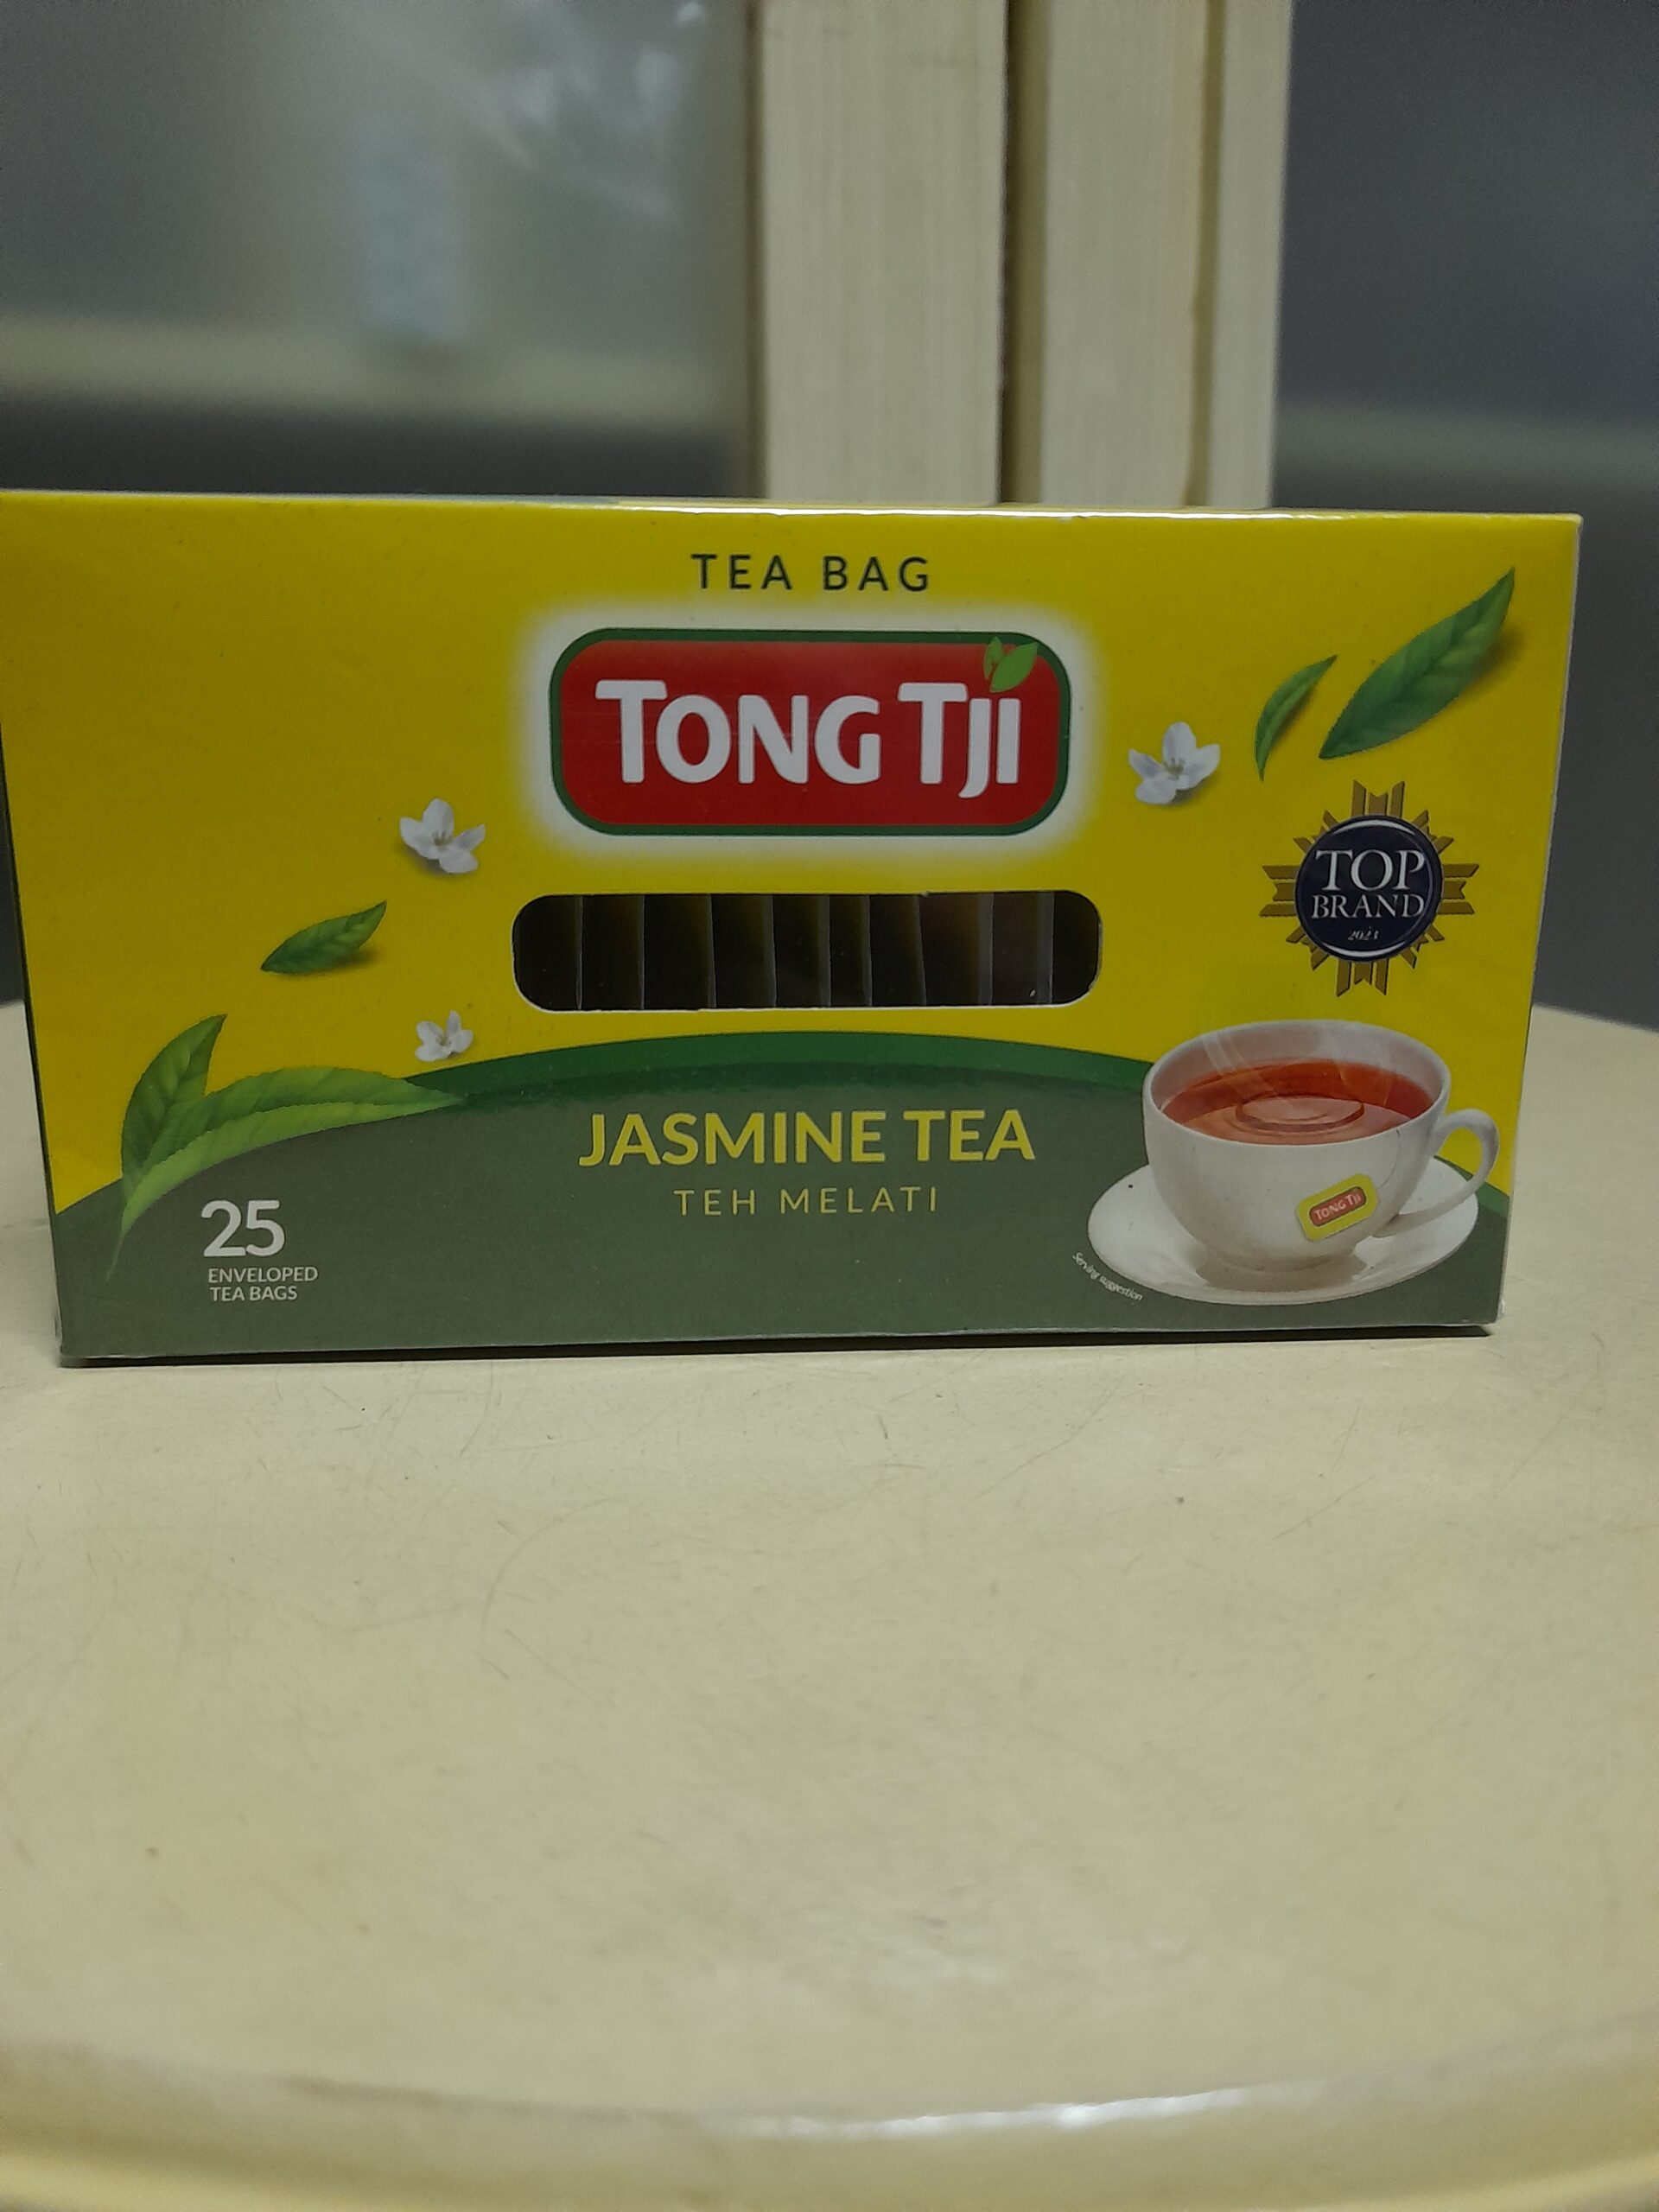 TEA BAG
TONG TJI
TOP
BRAND
2023
JASMINE TEA
TEH MELATI
25
ENVELOPED
TEA BAGS
TONG TJI
Serving suggestion